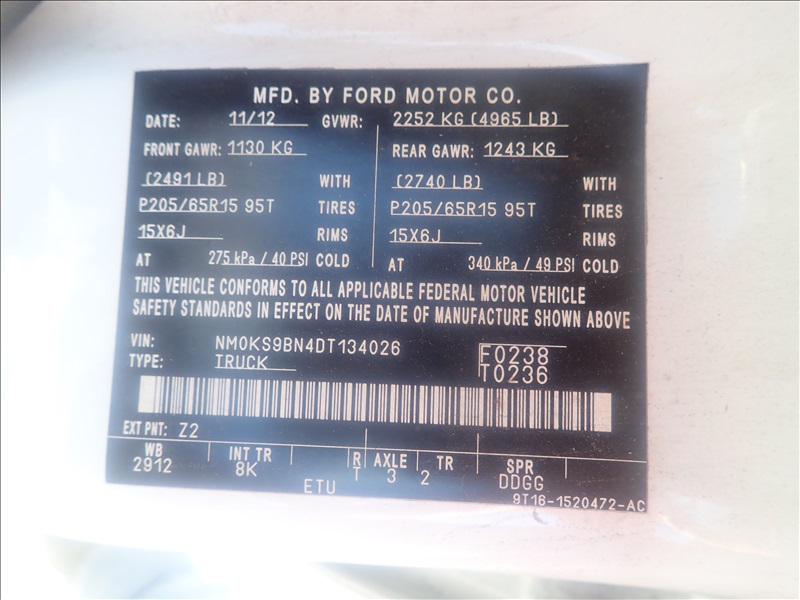 MFD. BY FORD MOTOR CO.
DATE: 11/12 GVWR: 2252 KG (4965 LB)
FRONT GAWR: 1130 KG REAR GAWR: 1243 KG
(2491 LB) WITH (2740 LB) WITH
P205/65R15 95T TIRES P205/65R15 95T TIRES
15X6J RIMS 15X6J RIMS
AT 275 kPa / 40 PSI COLD AT 340 kPa / 49 PSI COLD
THIS VEHICLE CONFORMS TO ALL APPLICABLE FEDERAL MOTOR VEHICLE
SAFETY STANDARDS IN EFFECT ON THE DATE OF MANUFACTURE SHOWN ABOVE
VIN: NM0KS9BN4DT134026 F0238
TYPE: TRUCK T0236
EXT PNT: Z2
WB INT TR R AXLE TR SPR
2912 8K T 3 2 DDGG
ETU 9T16-1520472-AC